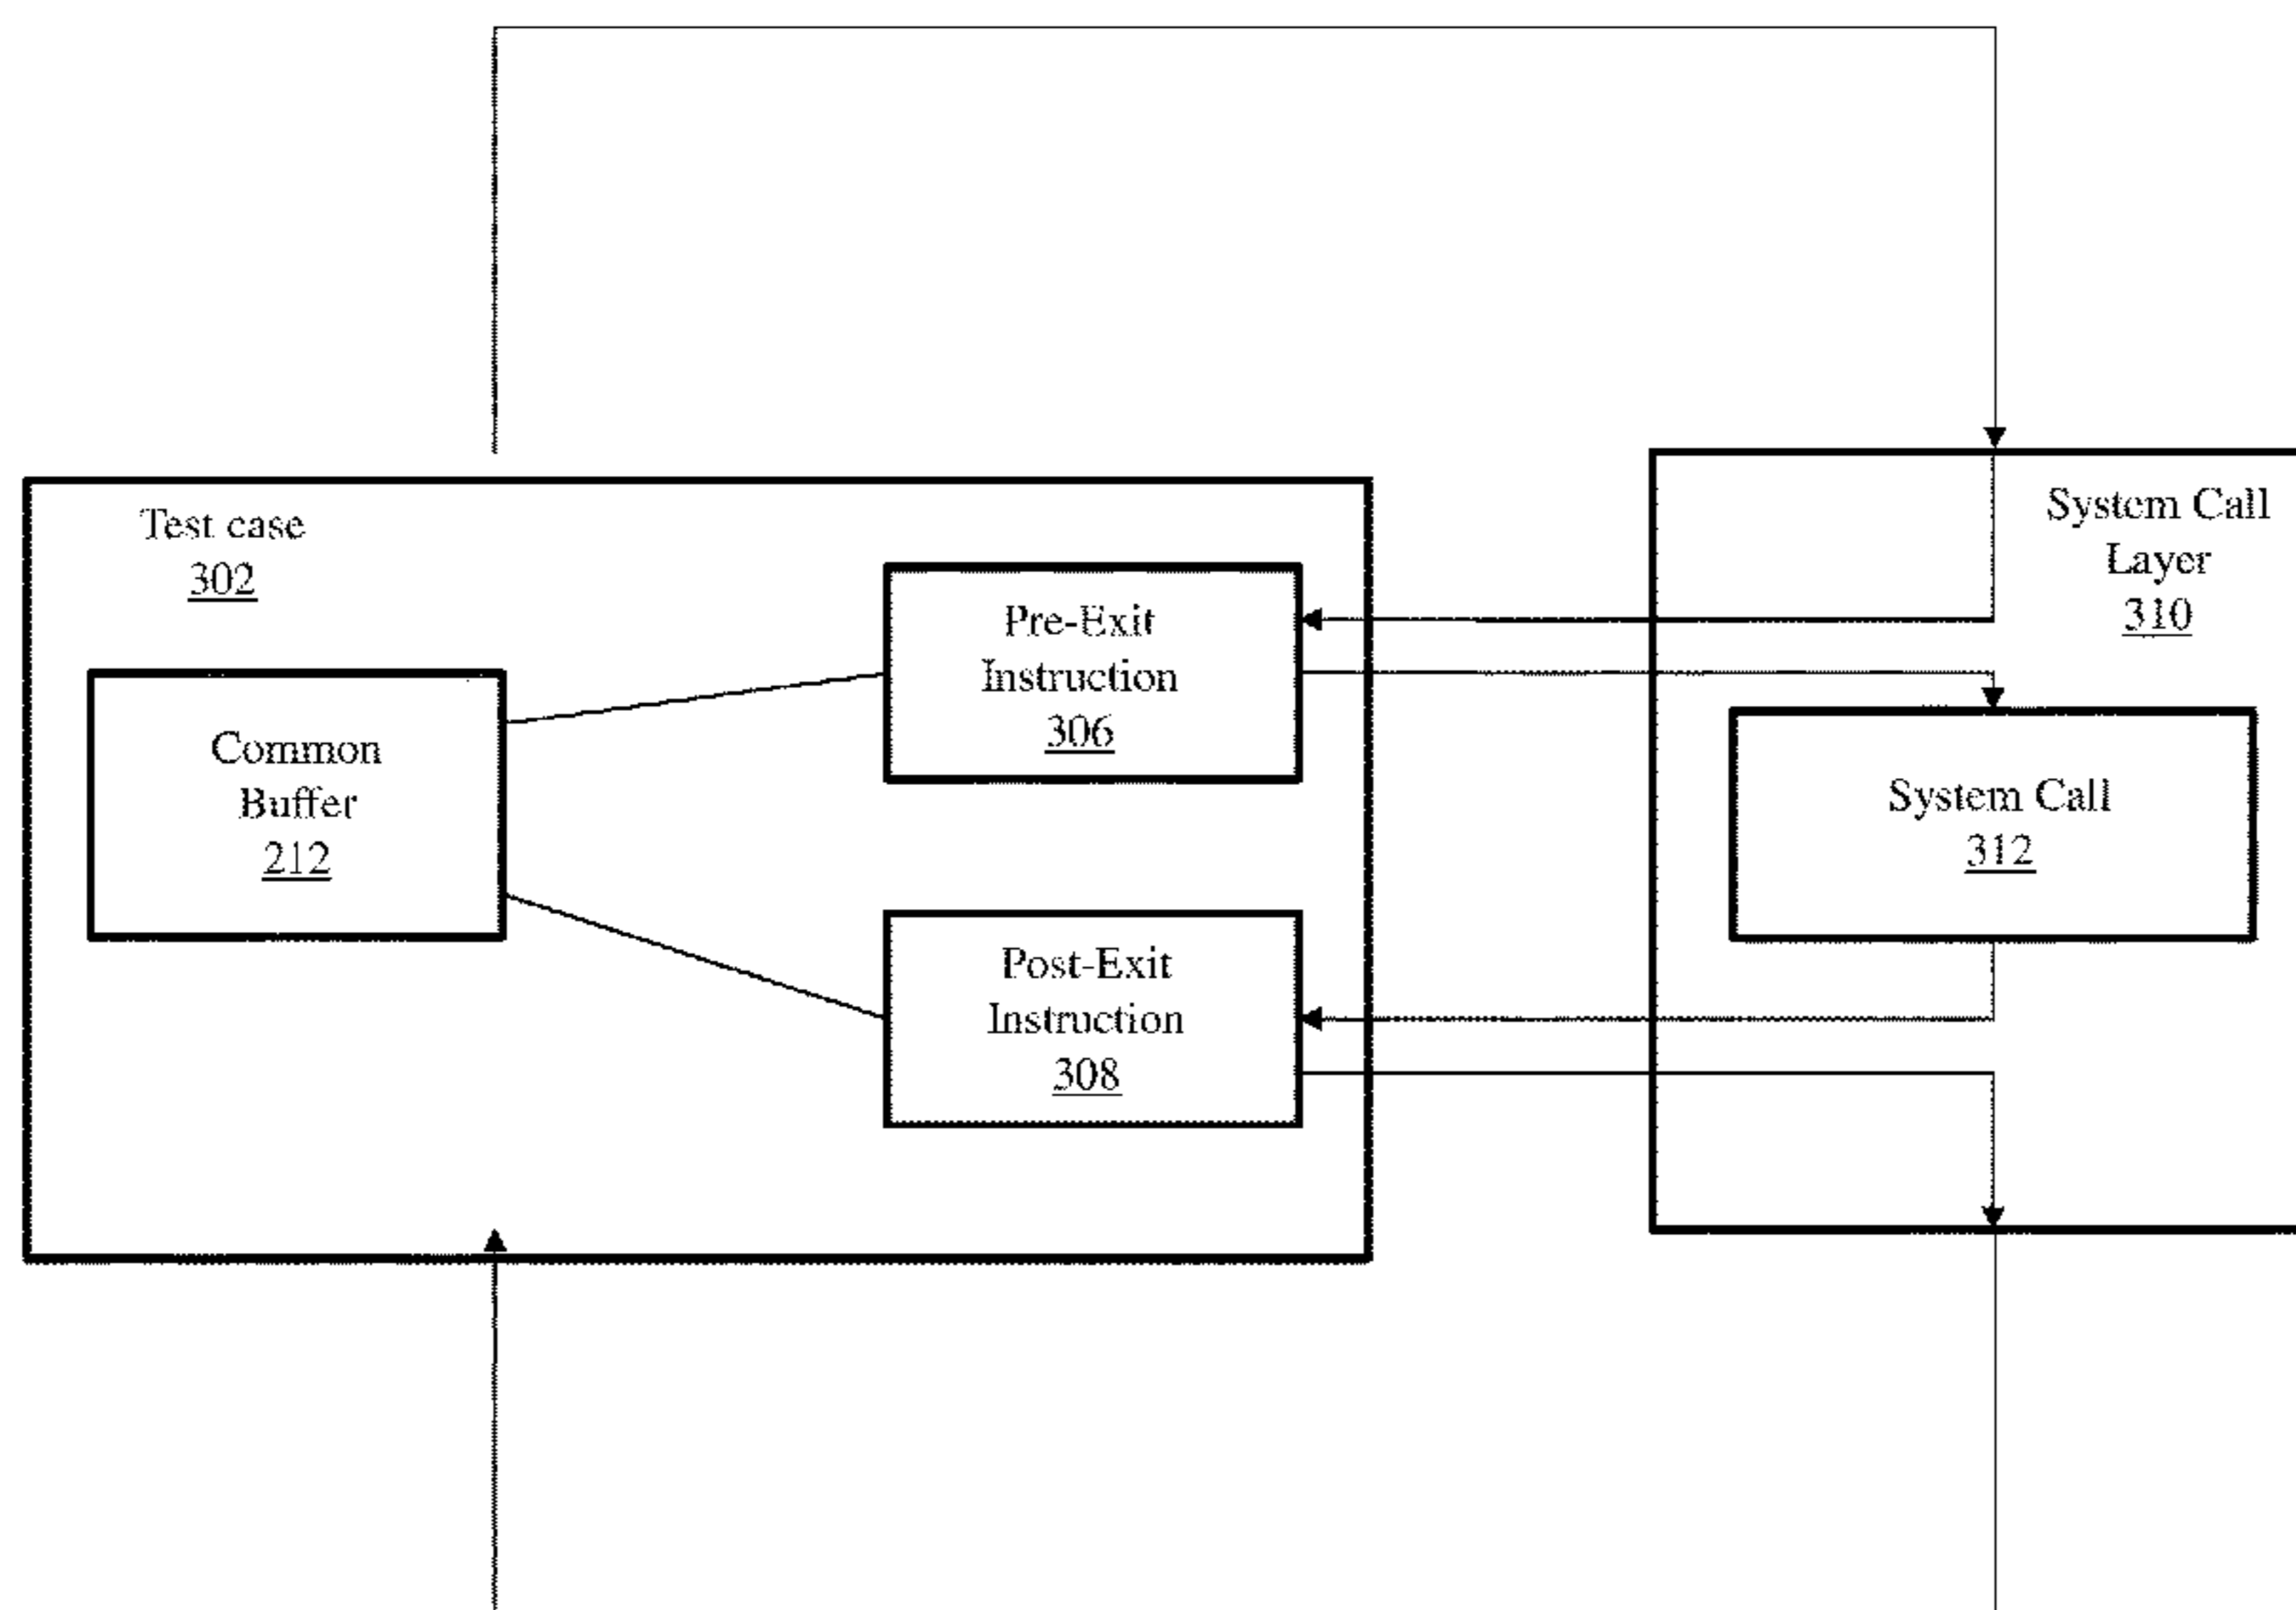 Test case
302
Common
Buffer
212
Pre-Exit
Instruction
306
Post-Exit
Instruction
308
System Call
Layer
310
System Call
312